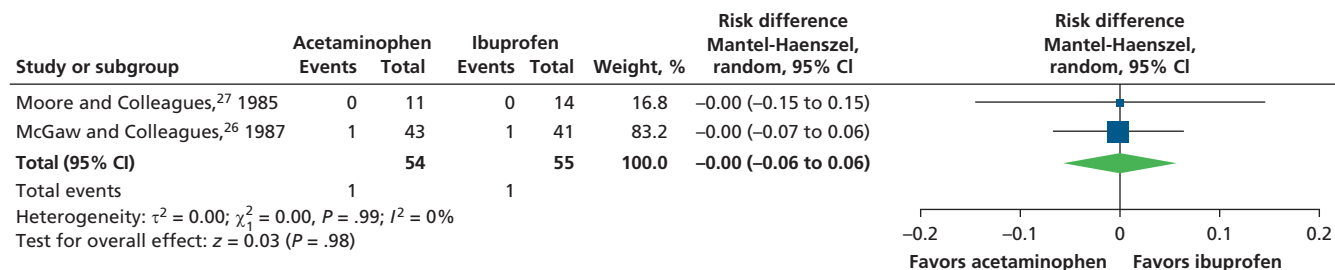 Risk difference Risk difference
Acetaminophen Ibuprofen Mantel-Haenszel, Mantel-Haenszel,
Study or subgroup Events Total Events Total Weight, % random, 95% CI random, 95% CI
Moore and Colleagues,²⁷ 1985 0 11 0 14 16.8 −0.00 (−0.15 to 0.15)
McGaw and Colleagues,²⁶ 1987 1 43 1 41 83.2 −0.00 (−0.07 to 0.06)
Total (95% CI) 54 55 100.0 −0.00 (−0.06 to 0.06)
Total events 1 1
Heterogeneity: τ² = 0.00; χ²₁ = 0.00, P = .99; I² = 0%
Test for overall effect: z = 0.03 (P = .98)
−0.2 −0.1 0 0.1 0.2
Favors acetaminophen Favors ibuprofen